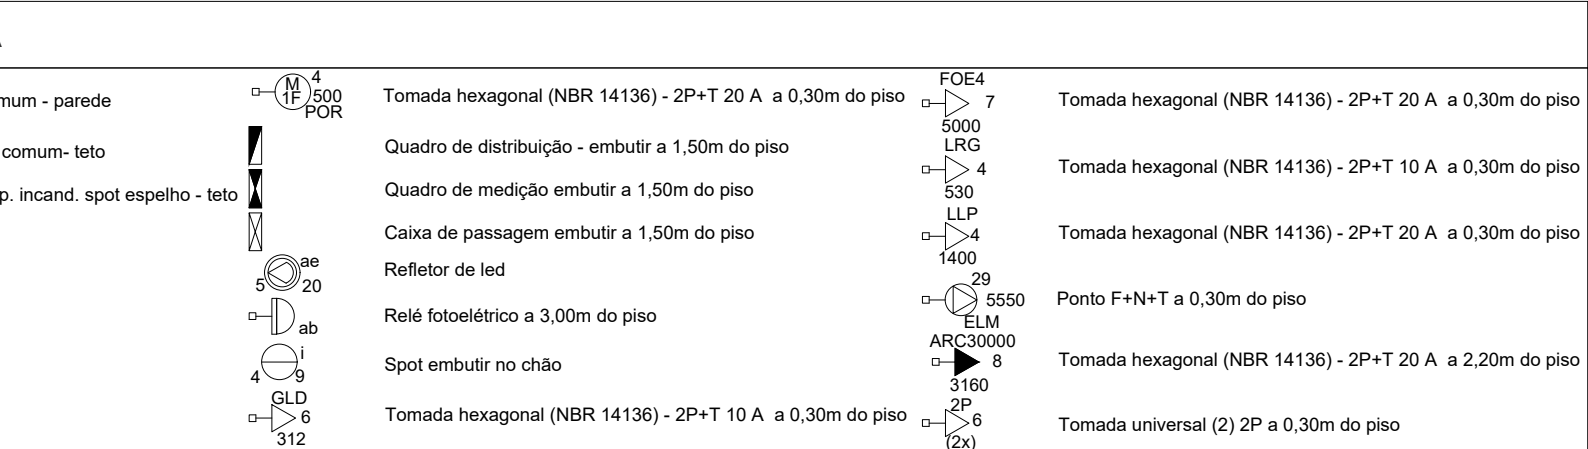 mum - parede
comum- teto
p. incand. spot espelho - teto
M
1F
4
500
POR
Tomada hexagonal (NBR 14136) - 2P+T 20 A a 0,30m do piso
Quadro de distribuição - embutir a 1,50m do piso
Quadro de medição embutir a 1,50m do piso
Caixa de passagem embutir a 1,50m do piso
ae
5 20
Refletor de led
ab
Relé fotoelétrico a 3,00m do piso
i
4 9
Spot embutir no chão
GLD
6
312
Tomada hexagonal (NBR 14136) - 2P+T 10 A a 0,30m do piso
FOE4
7
5000
Tomada hexagonal (NBR 14136) - 2P+T 20 A a 0,30m do piso
LRG
4
530
Tomada hexagonal (NBR 14136) - 2P+T 10 A a 0,30m do piso
LLP
4
1400
Tomada hexagonal (NBR 14136) - 2P+T 20 A a 0,30m do piso
29
5550
ELM
Ponto F+N+T a 0,30m do piso
ARC30000
8
3160
Tomada hexagonal (NBR 14136) - 2P+T 20 A a 2,20m do piso
2P
6
(2x)
Tomada universal (2) 2P a 0,30m do piso